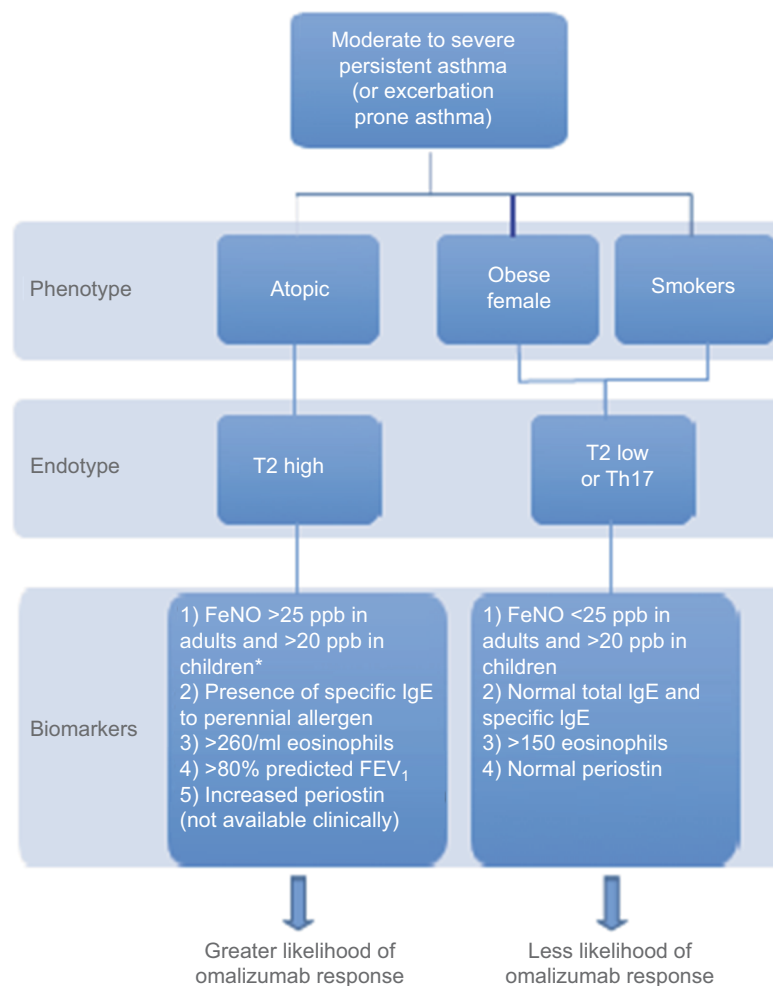 Moderate to severe
persistent asthma
(or excerbation
prone asthma)
Phenotype
Atopic
Obese
female
Smokers
Endotype
T2 high
T2 low
or Th17
Biomarkers
1) FeNO >25 ppb in
adults and >20 ppb in
children*
2) Presence of specific IgE
to perennial allergen
3) >260/ml eosinophils
4) >80% predicted FEV₁
5) Increased periostin
(not available clinically)
1) FeNO <25 ppb in
adults and >20 ppb in
children
2) Normal total IgE and
specific IgE
3) >150 eosinophils
4) Normal periostin
Greater likelihood of
omalizumab response
Less likelihood of
omalizumab response